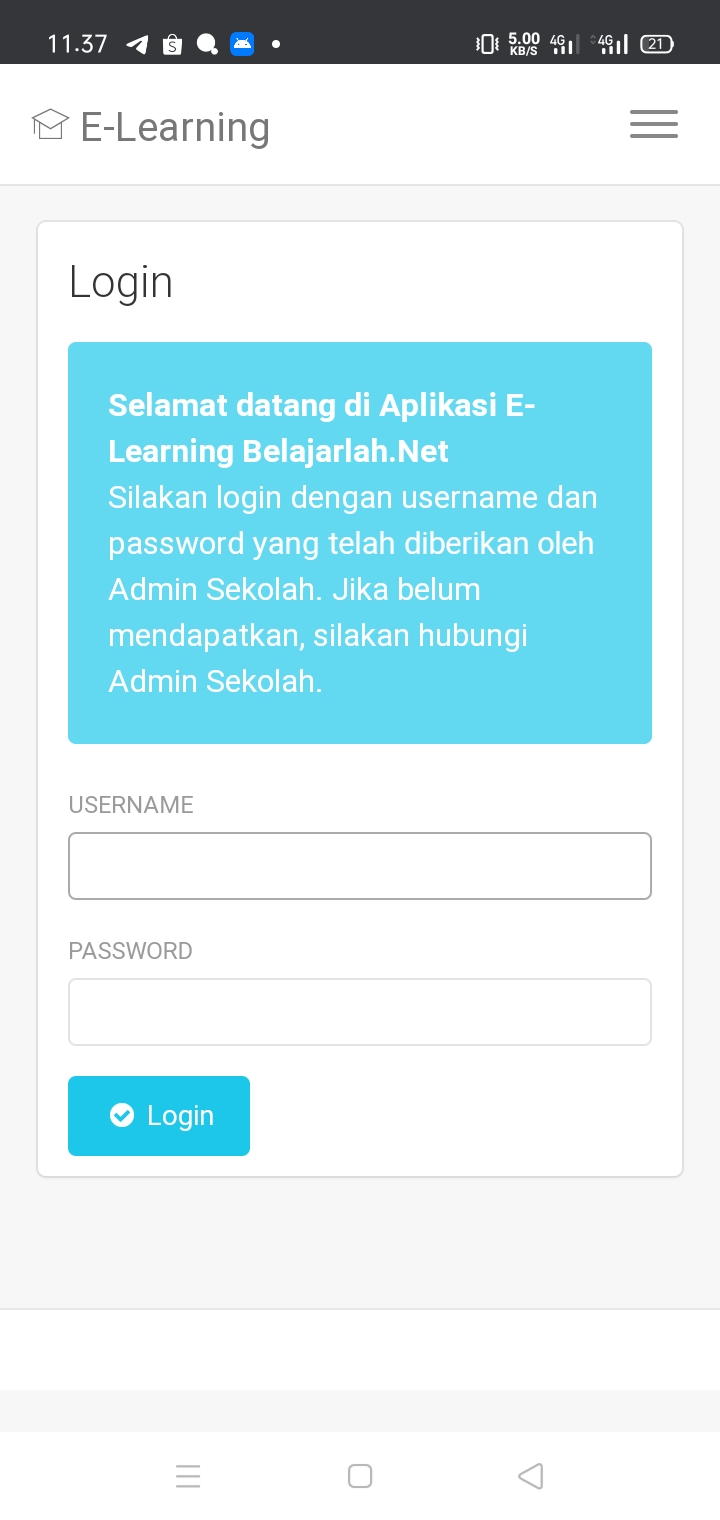 11.37
5.00 KB/S 4G 4G 21
E-Learning
Login
Selamat datang di Aplikasi E-
Learning Belajarlah.Net
Silakan login dengan username dan
password yang telah diberikan oleh
Admin Sekolah. Jika belum
mendapatkan, silakan hubungi
Admin Sekolah.
USERNAME
PASSWORD
Login